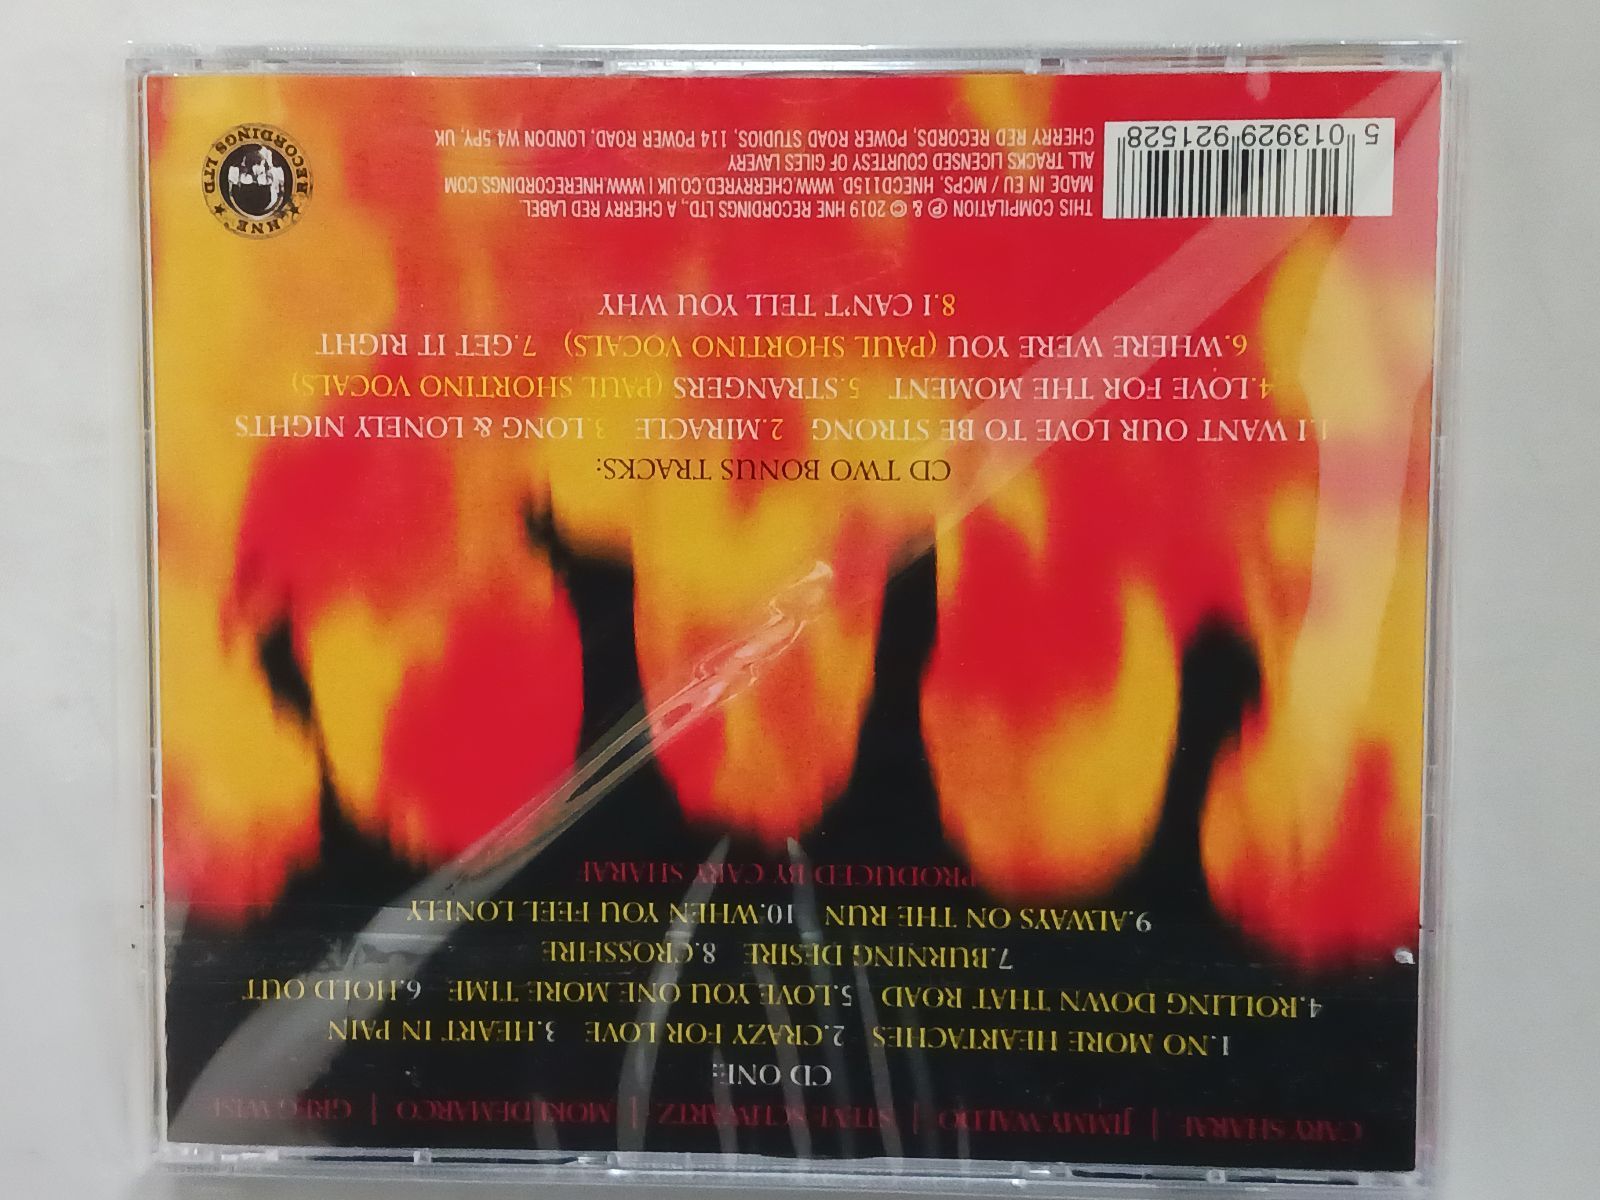 CARY SHARAF | JIMMY WALDO | STEVE SCHWARTZ | MOKI DEMARCO | GREG WISE
CD ONE:
1.NO MORE HEARTACHES 2.CRAZY FOR LOVE 3.HEART IN PAIN
4.ROLLING DOWN THAT ROAD 5.LOVE YOU ONE MORE TIME 6.HOLD OUT
7.BURNING DESIRE 8.CROSSFIRE
9.ALWAYS ON THE RUN 10.WHEN YOU FEEL LONELY
PRODUCED BY CARY SHARAF
CD TWO BONUS TRACKS:
1.I WANT OUR LOVE TO BE STRONG 2.MIRACLE 3.LONG & LONELY NIGHTS
4.LOVE FOR THE MOMENT 5.STRANGERS (PAUL SHORTINO VOCALS)
6.WHERE WERE YOU (PAUL SHORTINO VOCALS) 7.GET IT RIGHT
8.I CAN'T TELL YOU WHY
THIS COMPILATION ℗ & © 2019 HNE RECORDINGS LTD., A CHERRY RED LABEL.
MADE IN EU / MCPS, HNECD115D. WWW.CHERRYRED.CO.UK | WWW.HNERECORDINGS.COM
ALL TRACKS LICENSED COURTESY OF GILES LAVERY
CHERRY RED RECORDS, POWER ROAD STUDIOS, 114 POWER ROAD, LONDON W4 5PY, UK
5 013929 921528
HNE RECORDINGS LTD